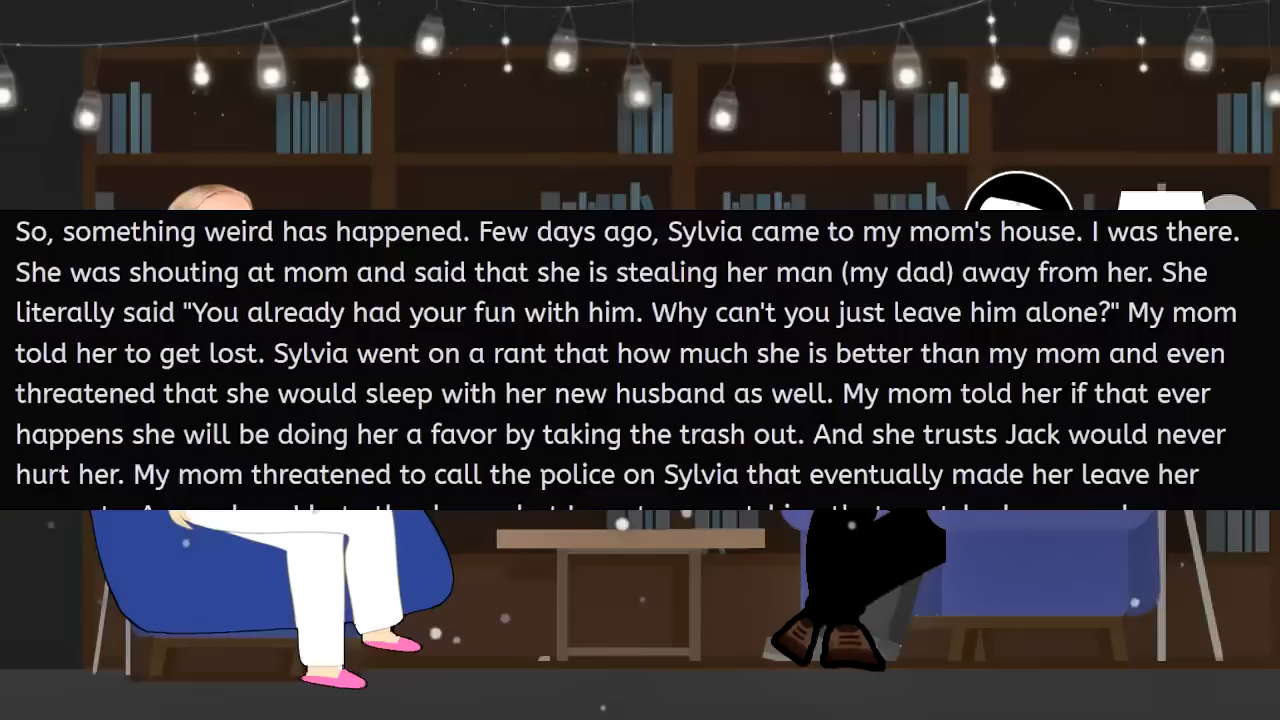 So, something weird has happened. Few days ago, Sylvia came to my mom's house. I was there.
She was shouting at mom and said that she is stealing her man (my dad) away from her. She
literally said "You already had your fun with him. Why can't you just leave him alone?" My mom
told her to get lost. Sylvia went on a rant that how much she is better than my mom and even
threatened that she would sleep with her new husband as well. My mom told her if that ever
happens she will be doing her a favor by taking the trash out. And she trusts Jack would never
hurt her. My mom threatened to call the police on Sylvia that eventually made her leave her